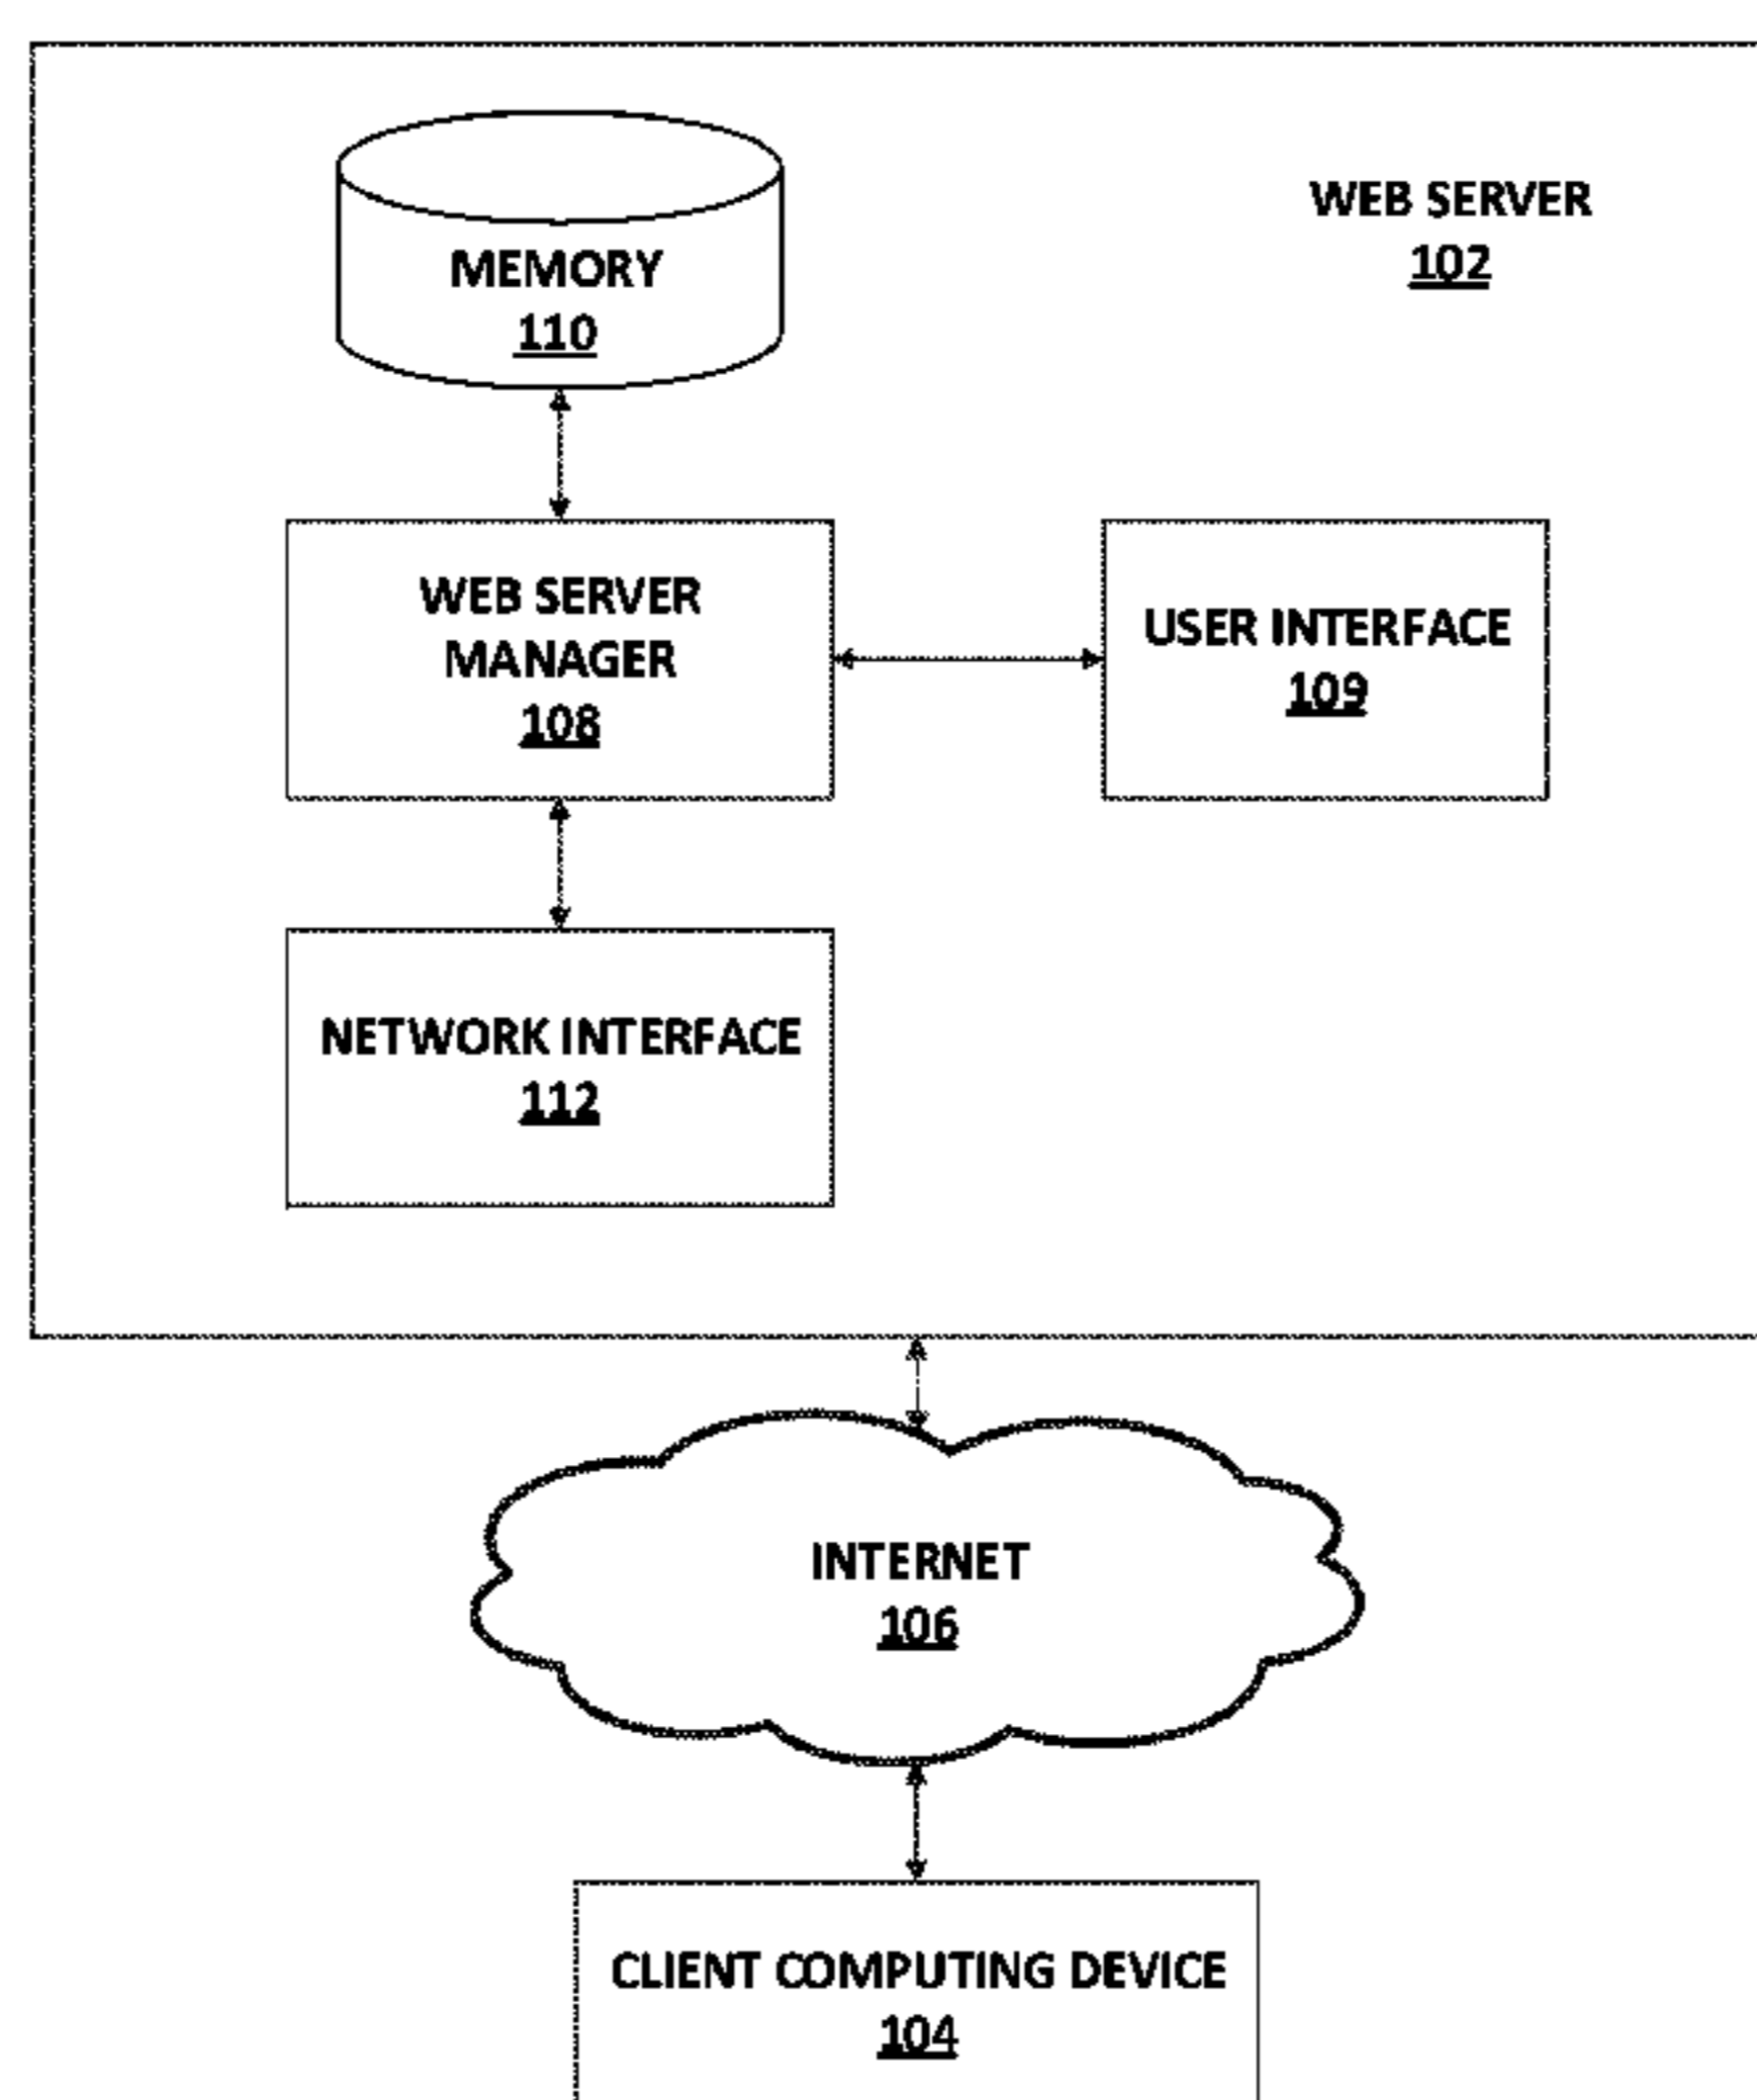 MEMORY
110
WEB SERVER
102
WEB SERVER
MANAGER
108
USER INTERFACE
109
NETWORK INTERFACE
112
INTERNET
106
CLIENT COMPUTING DEVICE
104